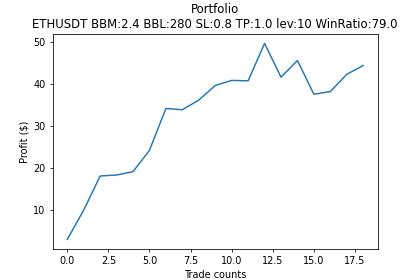 Portfolio
ETHUSDT BBM:2.4 BBL:280 SL:0.8 TP:1.0 lev:10 WinRatio:79.0
50
40
30
20
10
Profit ($)
0.0 2.5 5.0 7.5 10.0 12.5 15.0 17.5
Trade counts